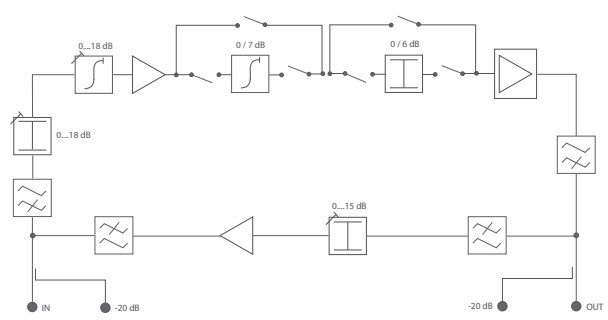 0....18 dB
0 / 7 dB
0 / 6 dB
0....18 dB
0....15 dB
IN
-20 dB
-20 dB
OUT